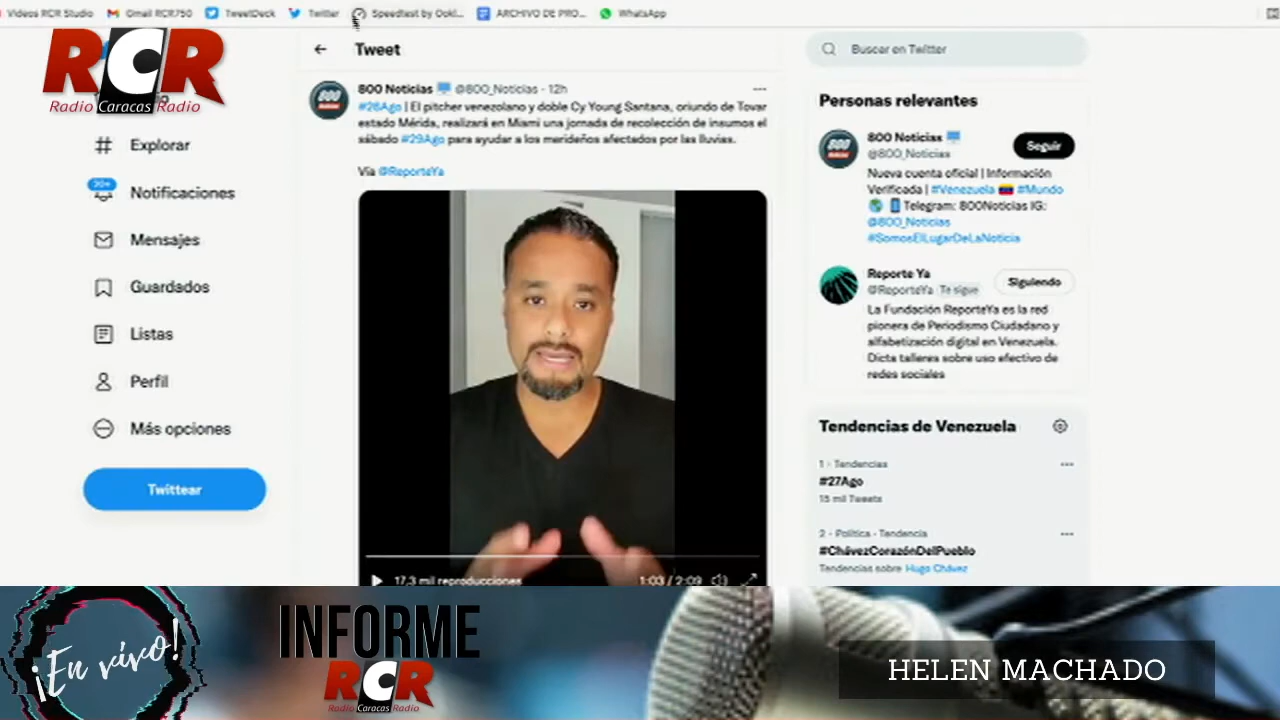 Videos RCR Studio
Gmail RCR750
TweetDeck
Twitter
Speedtest by Ookl...
ARCHIVO DE PRO...
WhatsApp
RCR
Radio Caracas Radio
Explorar
20+
Notificaciones
Mensajes
Guardados
Listas
Perfil
Más opciones
Twittear
Tweet
800 Noticias @800_Noticias · 12h
#28Ago | El pitcher venezolano y doble Cy Young Santana, oriundo de Tovar
estado Mérida, realizará en Miami una jornada de recolección de insumos el
sábado #29Ago para ayudar a los merideños afectados por las lluvias.
Vía @ReporteYa
17,3 mil reproducciones
1:03 / 2:09
Buscar en Twitter
Personas relevantes
800 Noticias
@800_Noticias
Seguir
Nueva cuenta oficial | Información
Verificada | #Venezuela #Mundo
Telegram: 800Noticias IG:
@800_Noticias
#SomosElLugarDeLaNoticia
Reporte Ya
@ReporteYa Te sigue
Siguiendo
La Fundación ReporteYa es la red
pionera de Periodismo Ciudadano y
alfabetización digital en Venezuela.
Dicta talleres sobre uso efectivo de
redes sociales
Tendencias de Venezuela
1 · Tendencias
#27Ago
15 mil Tweets
2 · Política · Tendencia
#ChávezCorazónDelPueblo
Tendencias sobre Hugo Chávez
¡En vivo!
INFORME
RCR
Radio Caracas Radio
HELEN MACHADO